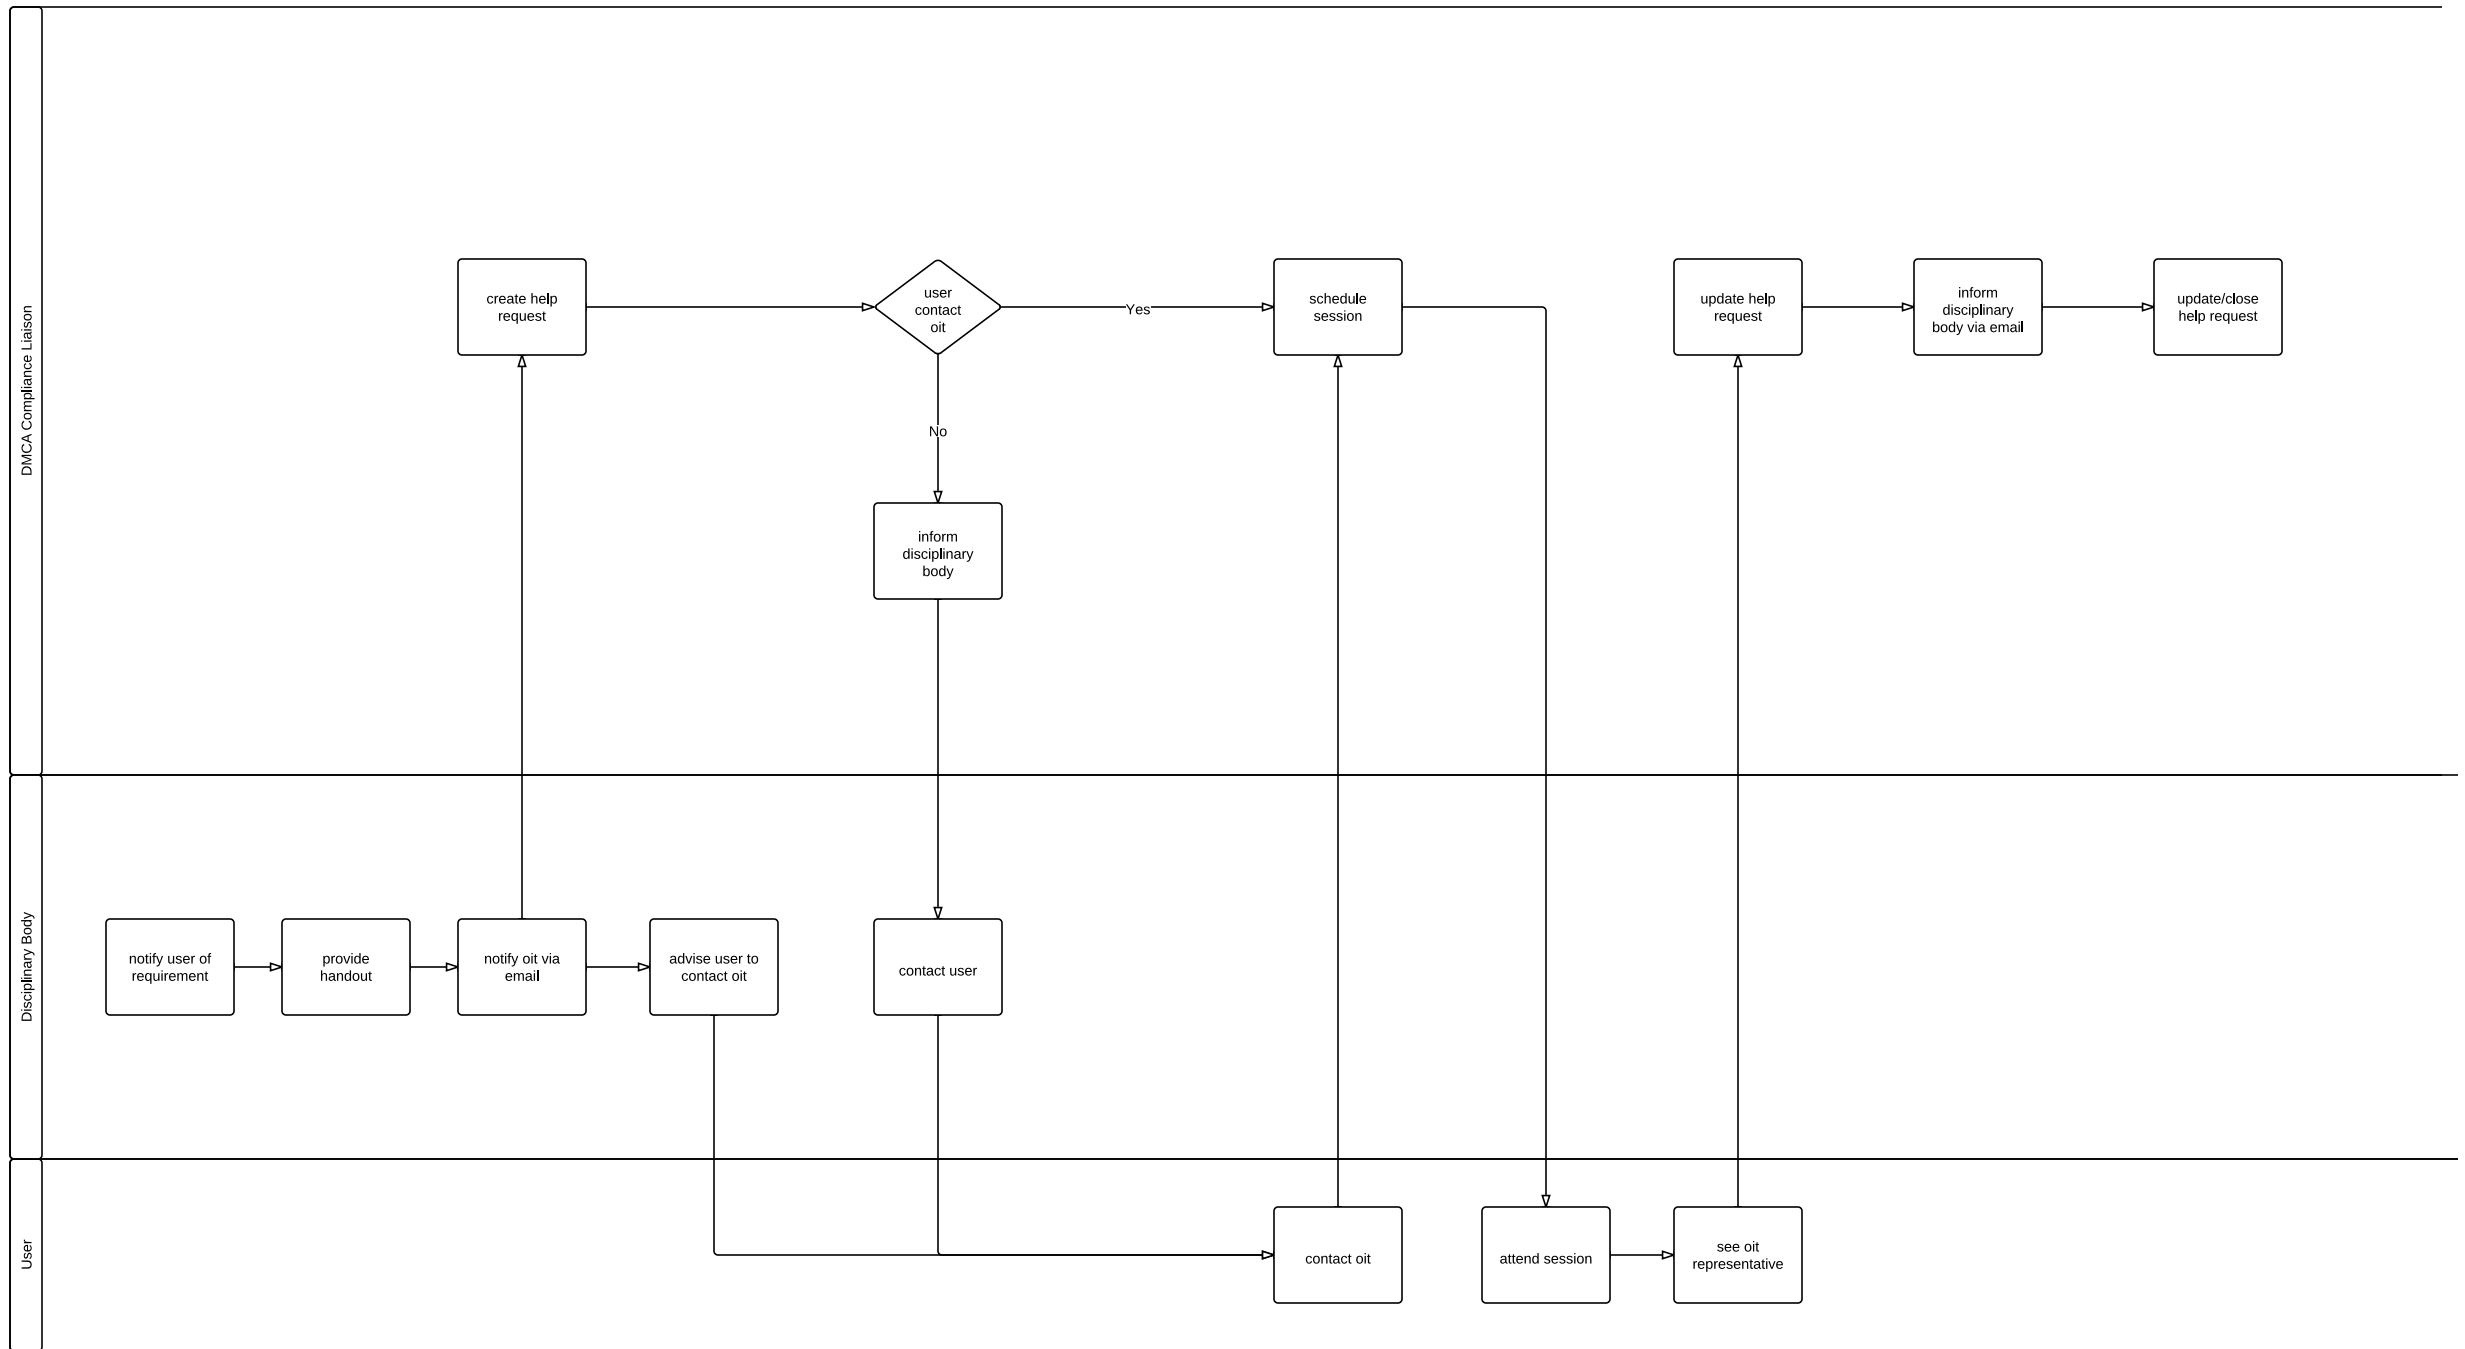 DMCA Compliance Liaison
create help
request
user
contact
oit
Yes
schedule
session
update help
request
inform
disciplinary
body via email
update/close
help request
No
inform
disciplinary
body
Disciplinary Body
notify user of
requirement
provide
handout
notify oit via
email
advise user to
contact oit
contact user
User
contact oit
attend session
see oit
representative